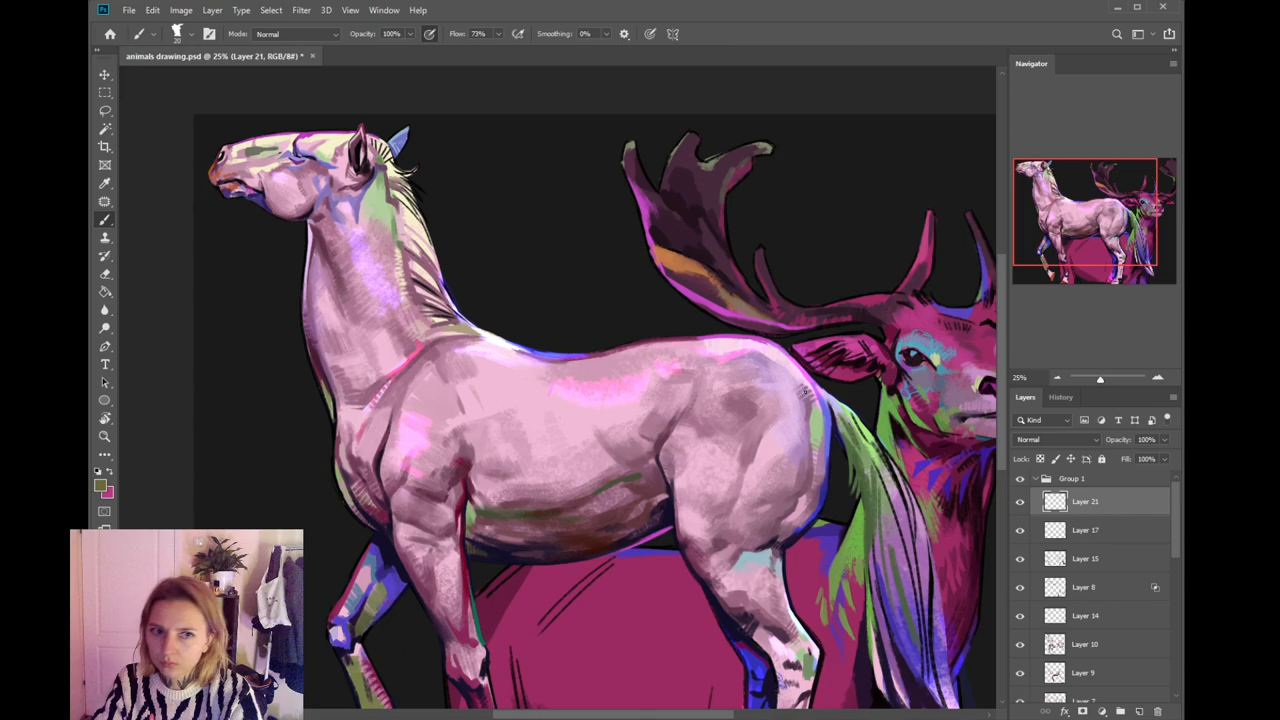 Ps File Edit Image Layer Type Select Filter 3D View Window Help
20 Mode: Normal Opacity: 100% Flow: 73% Smoothing: 0%
animals drawing.psd @ 25% (Layer 21, RGB/8#) * ×
Navigator
25%
Layers History
Kind
Normal Opacity: 100%
Lock: Fill: 100%
Group 1
Layer 21
Layer 17
Layer 15
Layer 8
Layer 14
Layer 10
Layer 9